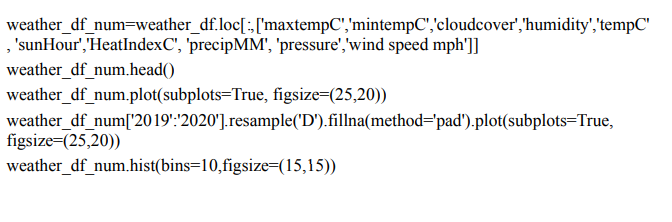 weather_df_num=weather_df.loc[:,['maxtempC','mintempC','cloudcover','humidity','tempC'
, 'sunHour','HeatIndexC', 'precipMM', 'pressure','wind speed mph']]
weather_df_num.head()
weather_df_num.plot(subplots=True, figsize=(25,20))
weather_df_num['2019':'2020'].resample('D').fillna(method='pad').plot(subplots=True,
figsize=(25,20))
weather_df_num.hist(bins=10,figsize=(15,15))